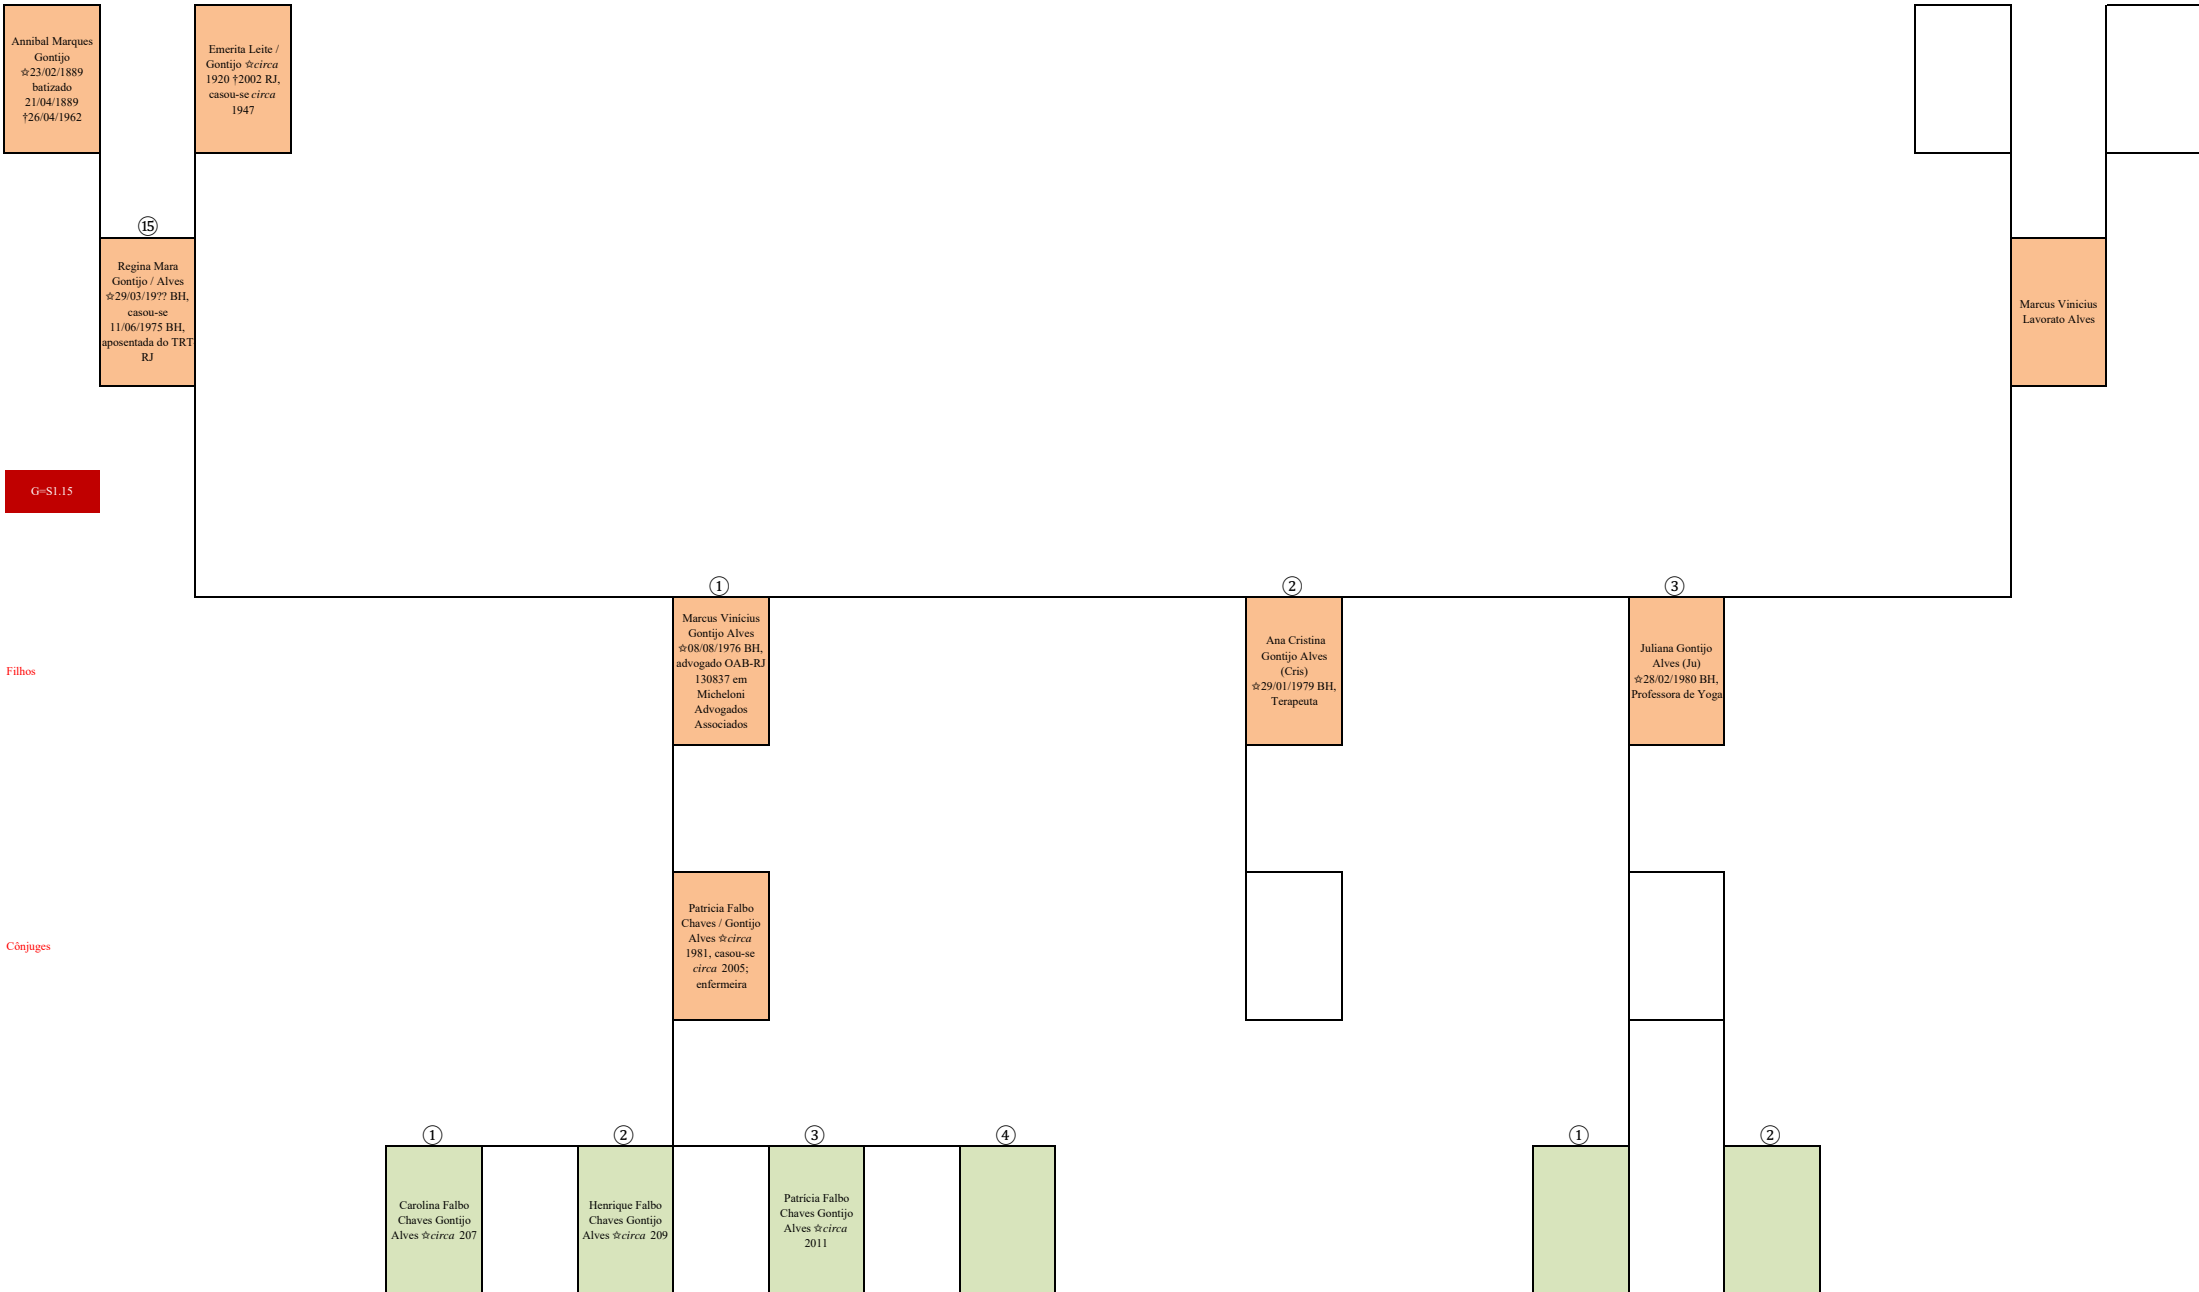 Annibal Marques
Gontijo
☆23/02/1889
batizado
21/04/1889
†26/04/1962
Emerita Leite /
Gontijo ☆circa
1920 †2002 RJ,
casou-se circa
1947
⑮
Regina Mara
Gontijo / Alves
☆29/03/19?? BH,
casou-se
11/06/1975 BH,
aposentada do TRT
RJ
Marcus Vinicius
Lavorato Alves
G=S1.15
①
②
③
Filhos
Marcus Vinícius
Gontijo Alves
☆08/08/1976 BH,
advogado OAB-RJ
130837 em
Micheloni
Advogados
Associados
Ana Cristina
Gontijo Alves
(Cris)
☆29/01/1979 BH,
Terapeuta
Juliana Gontijo
Alves (Ju)
☆28/02/1980 BH,
Professora de Yoga
Cônjuges
Patricia Falbo
Chaves / Gontijo
Alves ☆circa
1981, casou-se
circa 2005;
enfermeira
①
②
③
④
①
②
Carolina Falbo
Chaves Gontijo
Alves ☆circa 207
Henrique Falbo
Chaves Gontijo
Alves ☆circa 209
Patrícia Falbo
Chaves Gontijo
Alves ☆circa
2011